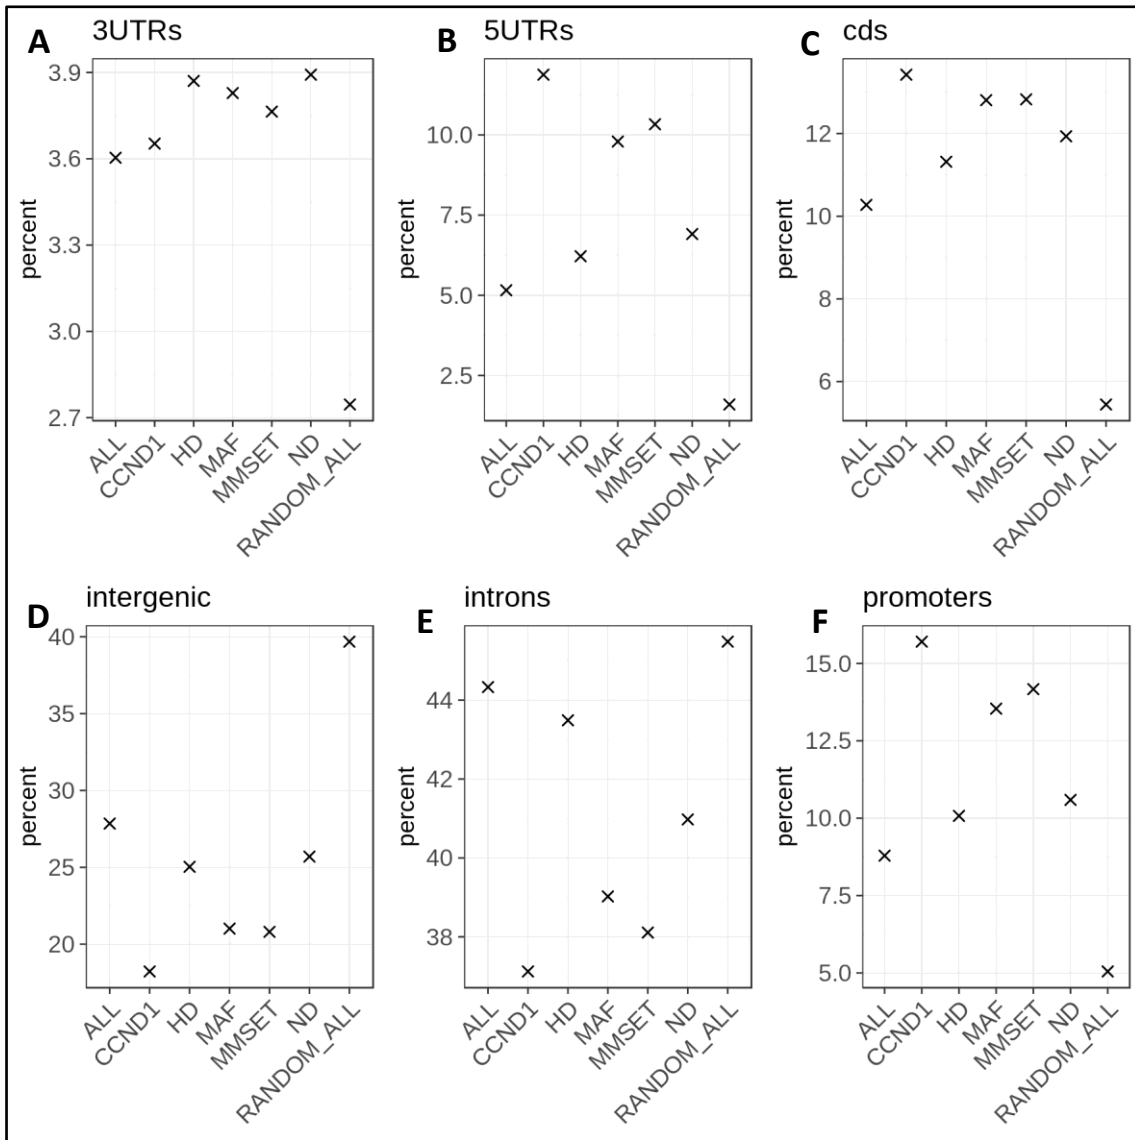 A 3UTRs
percent
3.9
3.6
3.3
3.0
2.7
ALL CCND1 HD MAF MMSET ND RANDOM_ALL
B 5UTRs
percent
10.0
7.5
5.0
2.5
ALL CCND1 HD MAF MMSET ND RANDOM_ALL
C cds
percent
12
10
8
6
ALL CCND1 HD MAF MMSET ND RANDOM_ALL
D intergenic
percent
40
35
30
25
20
ALL CCND1 HD MAF MMSET ND RANDOM_ALL
E introns
percent
44
42
40
38
ALL CCND1 HD MAF MMSET ND RANDOM_ALL
F promoters
percent
15.0
12.5
10.0
7.5
5.0
ALL CCND1 HD MAF MMSET ND RANDOM_ALL